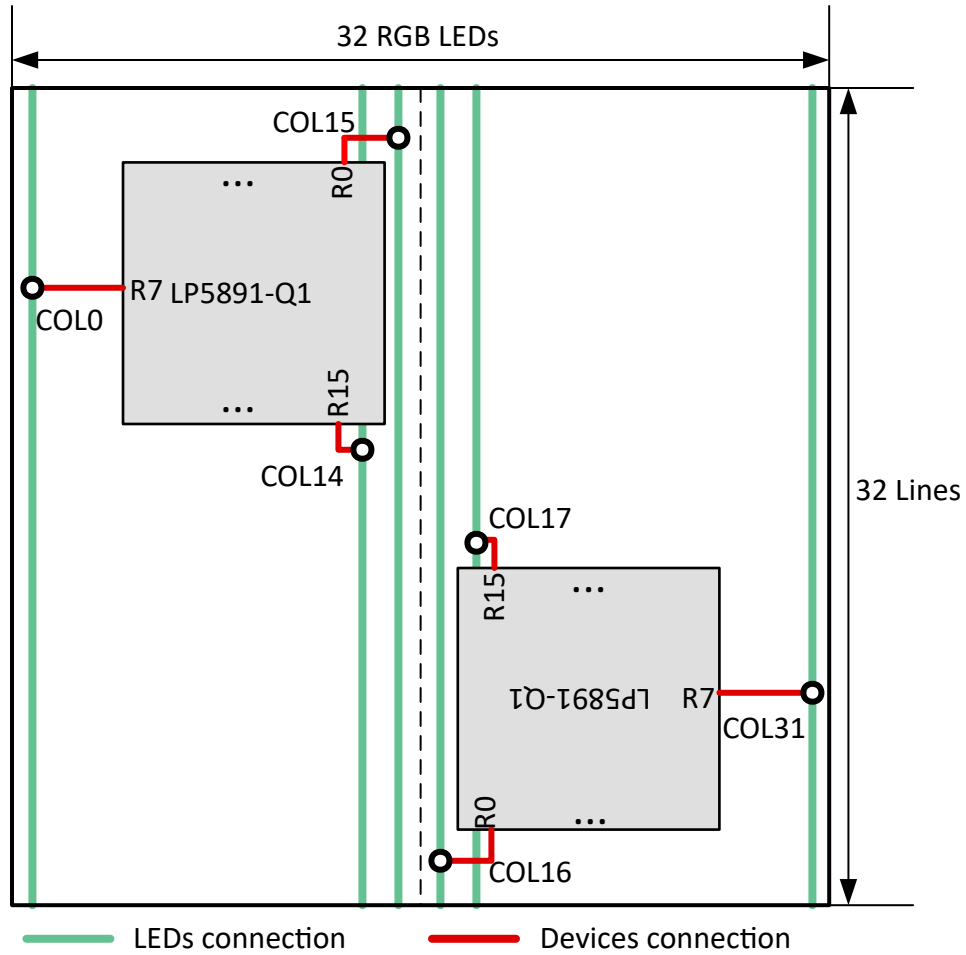 32 RGB LEDs
COL15
...
R0
R7 LP5891-Q1
COL0
R15
...
COL14
32 Lines
COL17
R15
...
LP5891-Q1
R7
COL31
R0
...
COL16
LEDs connection
Devices connection